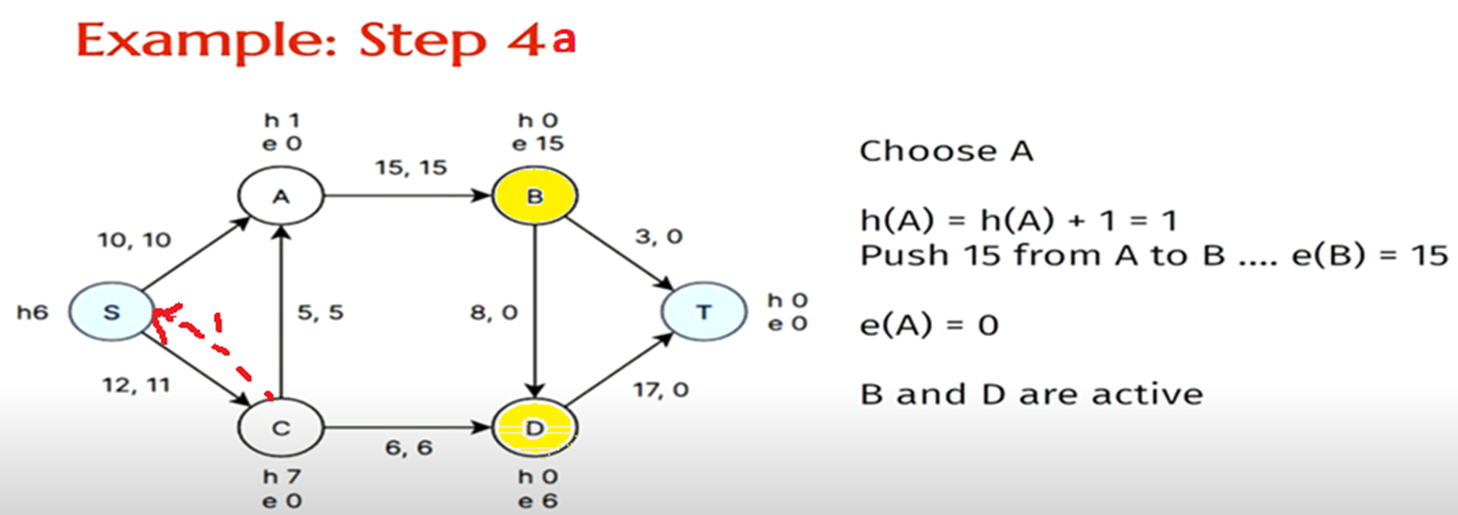 Example: Step 4a
h 1
e 0
h 0
e 15
15, 15
A
B
10, 10
3, 0
h6
S
1
5, 5
8, 0
T
h 0
e 0
12, 11
17, 0
C
6, 6
D
h 7
e 0
h 0
e 6
Choose A
h(A) = h(A) + 1 = 1
Push 15 from A to B .... e(B) = 15
e(A) = 0
B and D are active